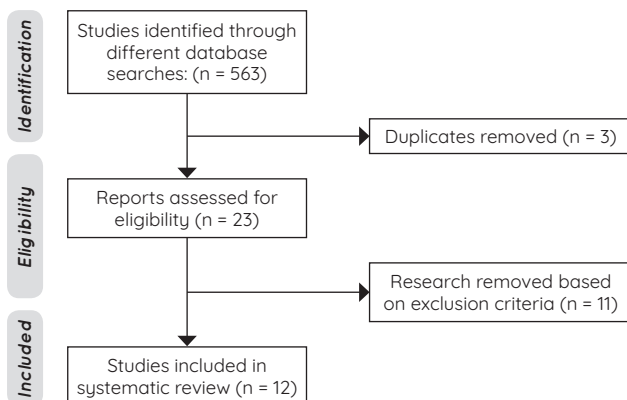 Identification
Studies identified through
different database
searches: (n = 563)
Duplicates removed (n = 3)
Eligibility
Reports assessed for
eligibility (n = 23)
Research removed based
on exclusion criteria (n = 11)
Included
Studies included in
systematic review (n = 12)